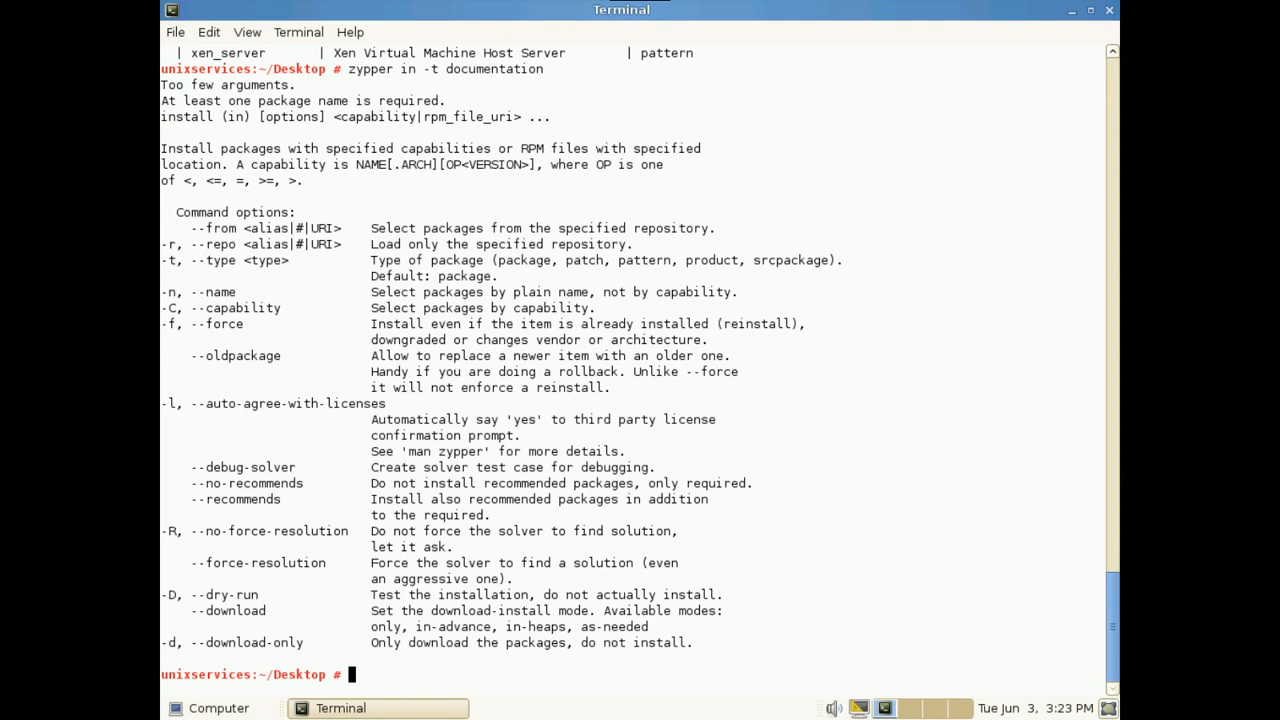 Terminal
File Edit View Terminal Help
| xen_server | Xen Virtual Machine Host Server | pattern
unixservices:~/Desktop # zypper in -t documentation
Too few arguments.
At least one package name is required.
install (in) [options] <capability|rpm_file_uri> ...
Install packages with specified capabilities or RPM files with specified
location. A capability is NAME[.ARCH][OP<VERSION>], where OP is one
of <, <=, =, >=, >.
Command options:
--from <alias|#|URI> Select packages from the specified repository.
-r, --repo <alias|#|URI> Load only the specified repository.
-t, --type <type> Type of package (package, patch, pattern, product, srcpackage).
Default: package.
-n, --name Select packages by plain name, not by capability.
-C, --capability Select packages by capability.
-f, --force Install even if the item is already installed (reinstall),
downgraded or changes vendor or architecture.
--oldpackage Allow to replace a newer item with an older one.
Handy if you are doing a rollback. Unlike --force
it will not enforce a reinstall.
-l, --auto-agree-with-licenses
Automatically say 'yes' to third party license
confirmation prompt.
See 'man zypper' for more details.
--debug-solver Create solver test case for debugging.
--no-recommends Do not install recommended packages, only required.
--recommends Install also recommended packages in addition
to the required.
-R, --no-force-resolution Do not force the solver to find solution,
let it ask.
--force-resolution Force the solver to find a solution (even
an aggressive one).
-D, --dry-run Test the installation, do not actually install.
--download Set the download-install mode. Available modes:
only, in-advance, in-heaps, as-needed
-d, --download-only Only download the packages, do not install.
unixservices:~/Desktop #
Computer Terminal Tue Jun 3, 3:23 PM